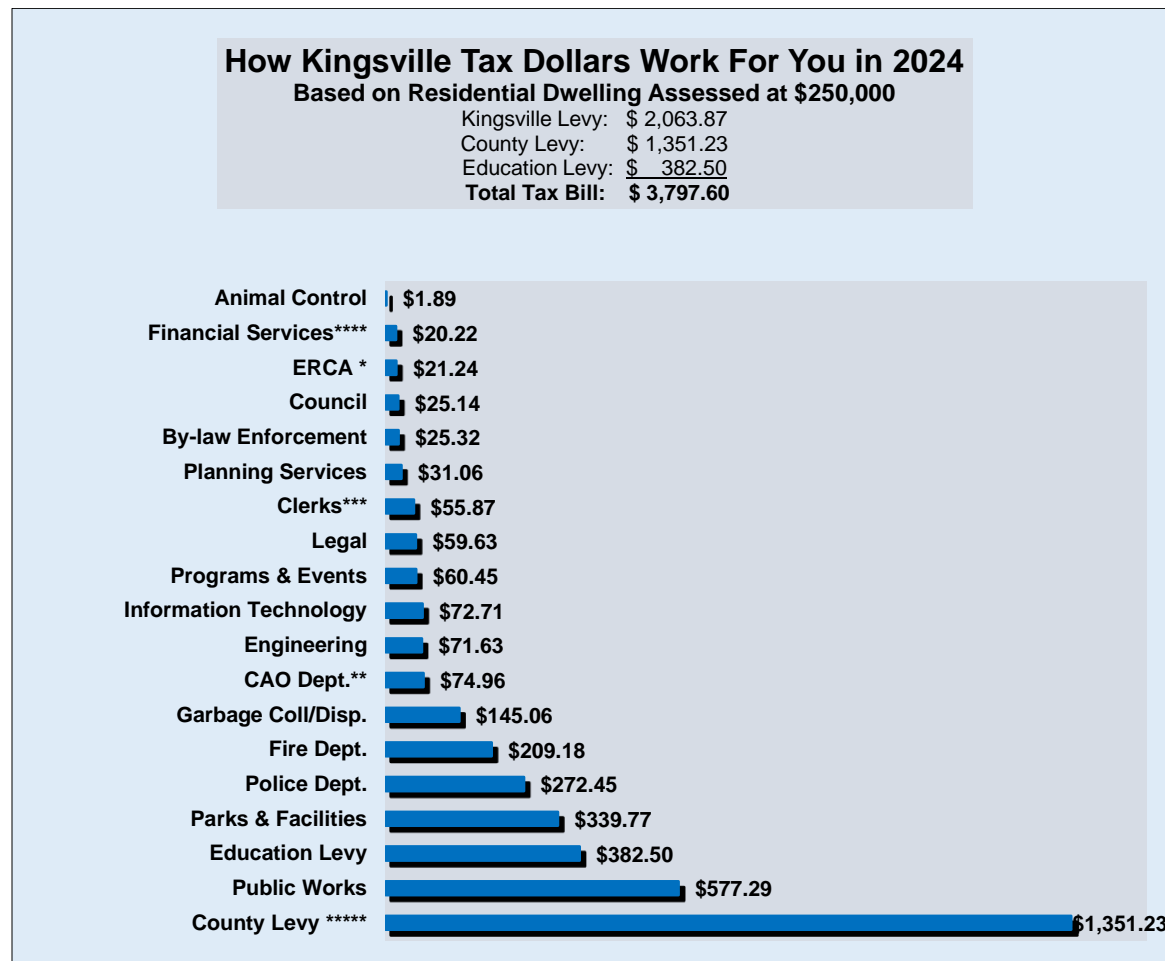 How Kingsville Tax Dollars Work For You in 2024
Based on Residential Dwelling Assessed at $250,000
Kingsville Levy: $ 2,063.87
County Levy: $ 1,351.23
Education Levy: $ 382.50
Total Tax Bill: $ 3,797.60
Animal Control $1.89
Financial Services**** $20.22
ERCA * $21.24
Council $25.14
By-law Enforcement $25.32
Planning Services $31.06
Clerks*** $55.87
Legal $59.63
Programs & Events $60.45
Information Technology $72.71
Engineering $71.63
CAO Dept.** $74.96
Garbage Coll/Disp. $145.06
Fire Dept. $209.18
Police Dept. $272.45
Parks & Facilities $339.77
Education Levy $382.50
Public Works $577.29
County Levy ***** $1,351.23